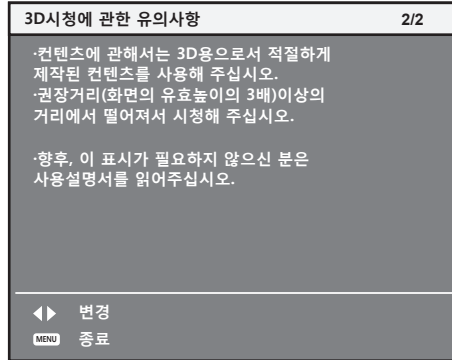 3D시청에 관한 유의사항 2/2
·컨텐츠에 관해서는 3D용으로서 적절하게
제작된 컨텐츠를 사용해 주십시오.
·권장거리(화면의 유효높이의 3배)이상의
거리에서 떨어져서 시청해 주십시오.
·향후, 이 표시가 필요하지 않으신 분은
사용설명서를 읽어주십시오.
변경
MENU 종료